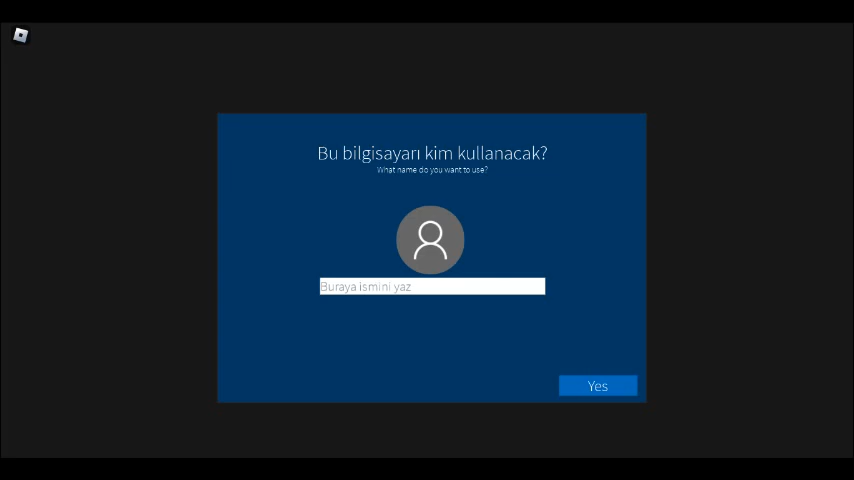 Bu bilgisayarı kim kullanacak?
What name do you want to use?
Buraya ismini yaz
Yes